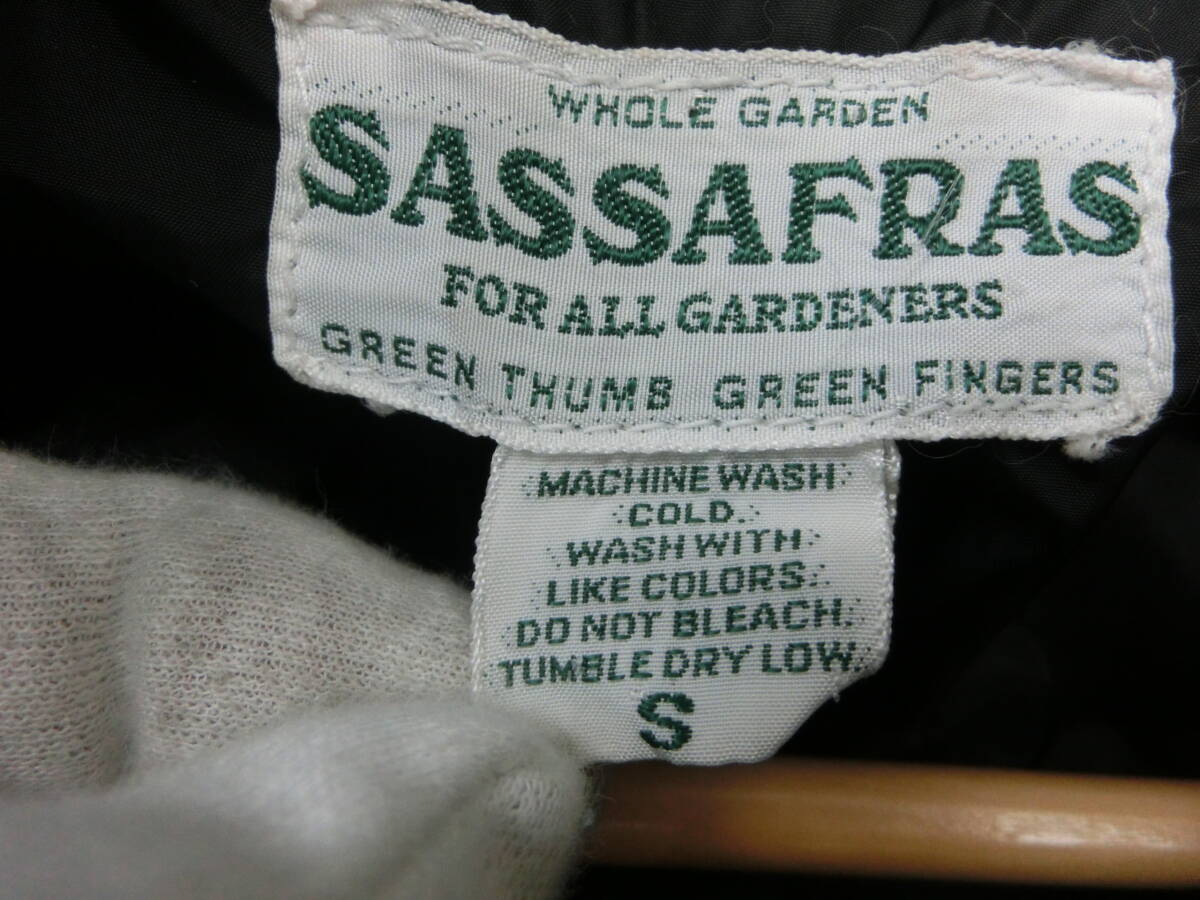 WHOLE GARDEN
SASSAFRAS
FOR ALL GARDENERS
GREEN THUMB GREEN FINGERS
MACHINE WASH
COLD.
WASH WITH
LIKE COLORS.
DO NOT BLEACH.
TUMBLE DRY LOW.
S